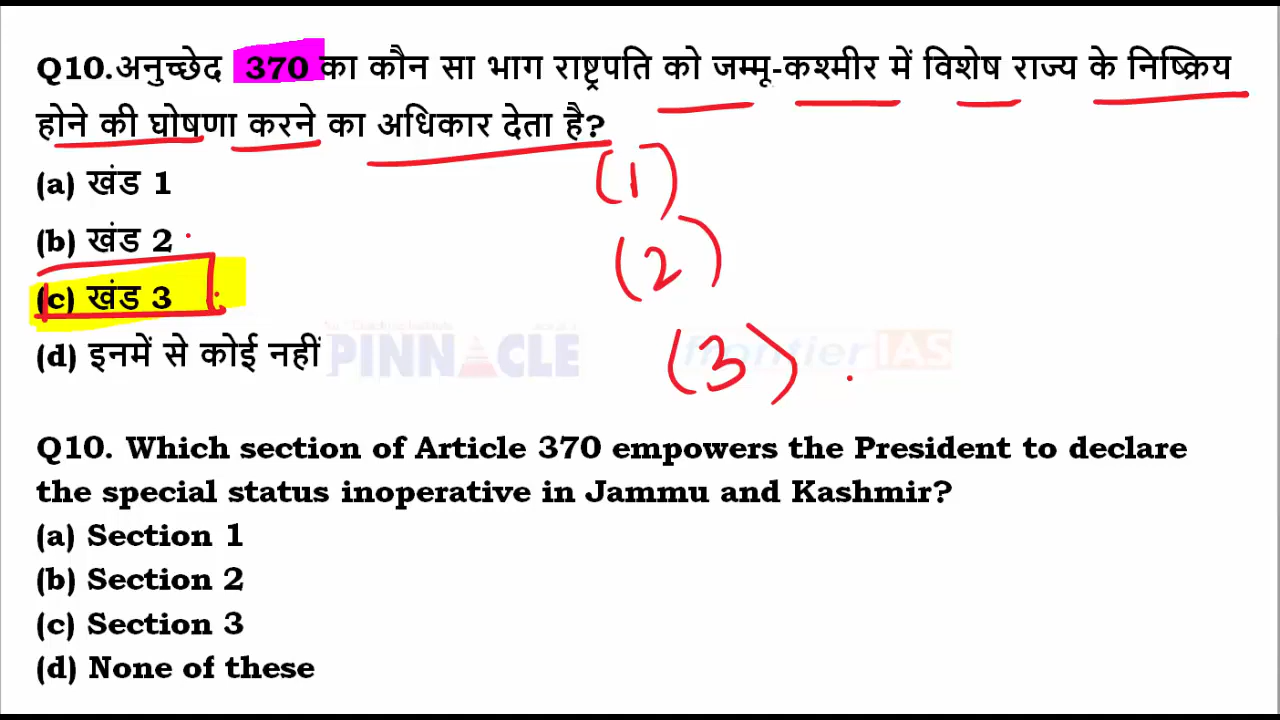 Q10.अनुच्छेद 370 का कौन सा भाग राष्ट्रपति को जम्मू-कश्मीर में विशेष राज्य के निष्क्रिय
होने की घोषणा करने का अधिकार देता है?
(1)
(a) खंड 1
(b) खंड 2
(2)
(c) खंड 3
(d) इनमें से कोई नहीं
PINNACLE
frontier IAS
(3)
Q10. Which section of Article 370 empowers the President to declare
the special status inoperative in Jammu and Kashmir?
(a) Section 1
(b) Section 2
(c) Section 3
(d) None of these